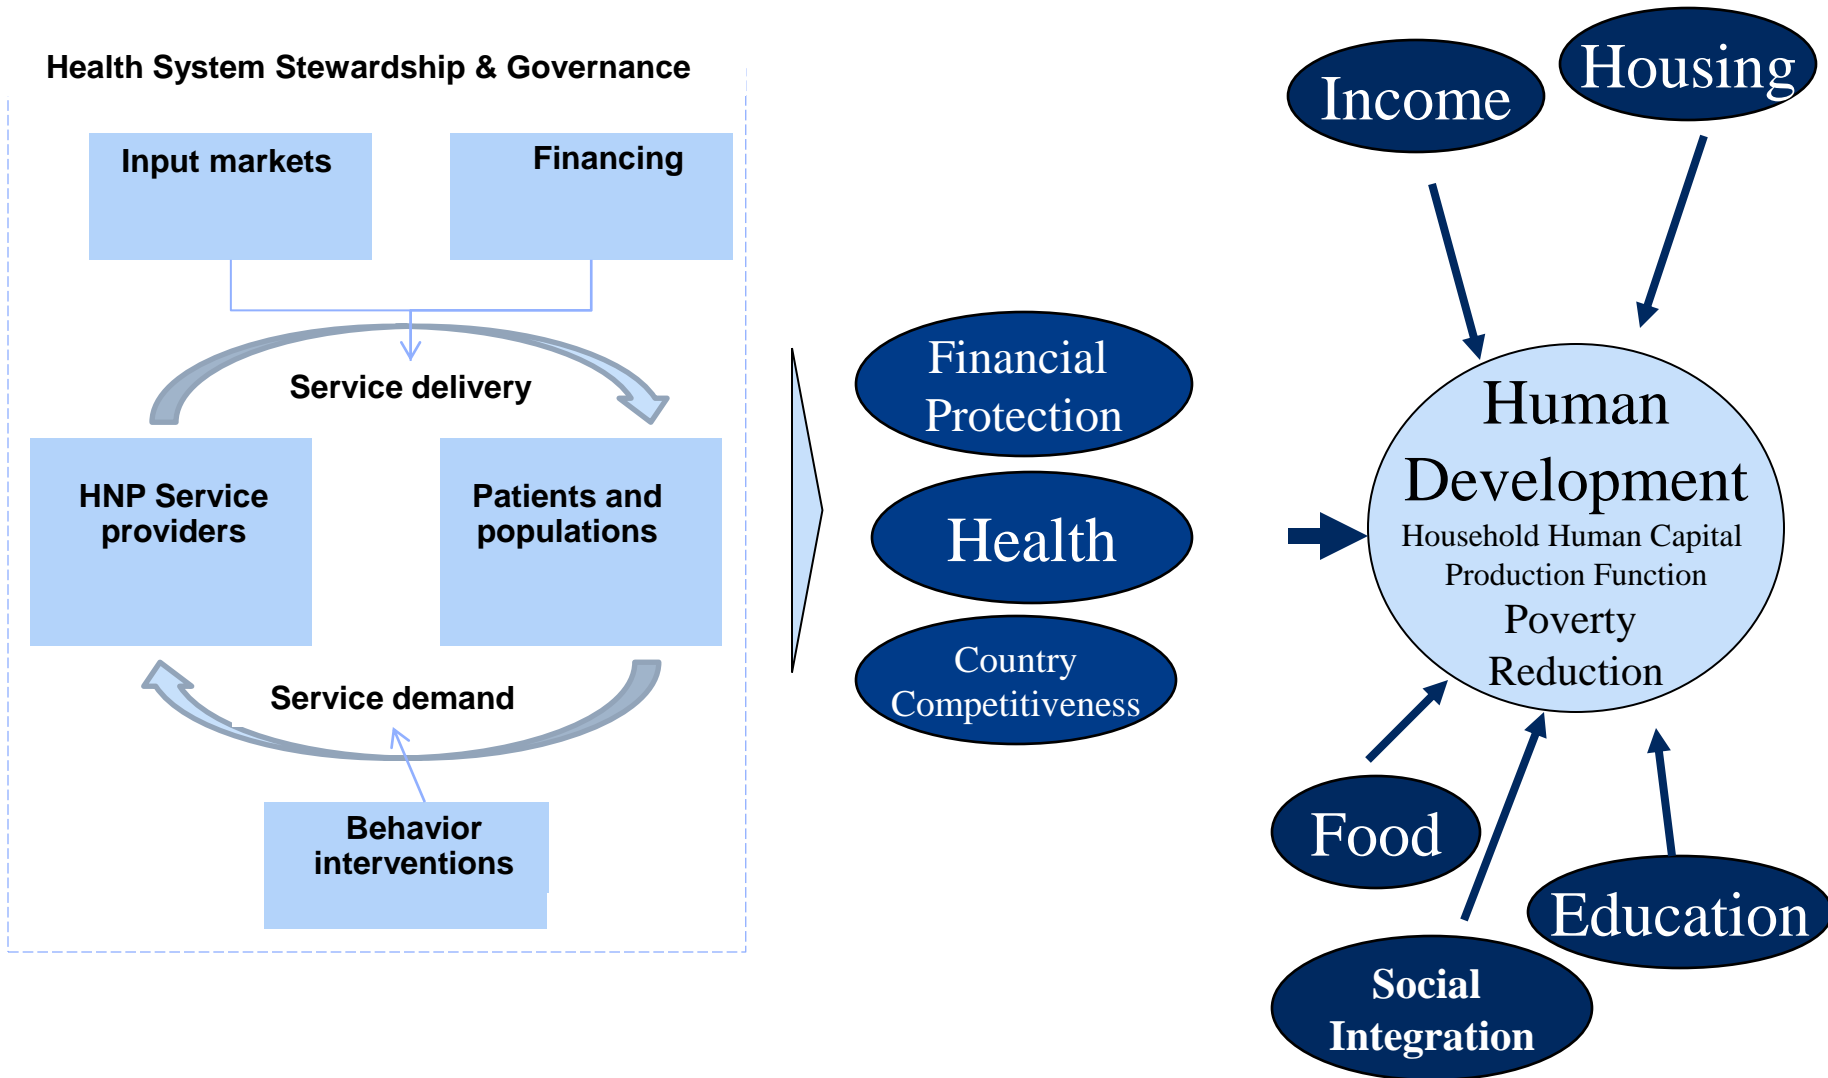 Health System Stewardship & Governance
Input markets
Financing
Service delivery
HNP Service
providers
Patients and
populations
Service demand
Behavior
interventions
Financial
Protection
Health
Country
Competitiveness
Income
Housing
Human
Development
Household Human Capital
Production Function
Poverty
Reduction
Food
Education
Social
Integration